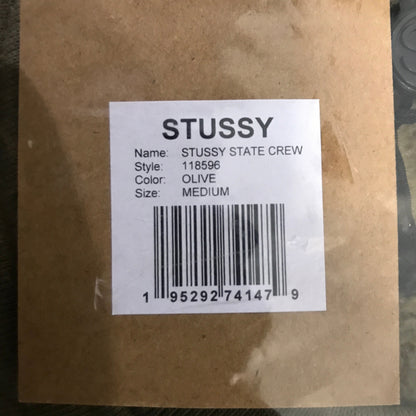 STUSSY
Name: STUSSY STATE CREW
Style: 118596
Color: OLIVE
Size: MEDIUM
1 95292 74147 9